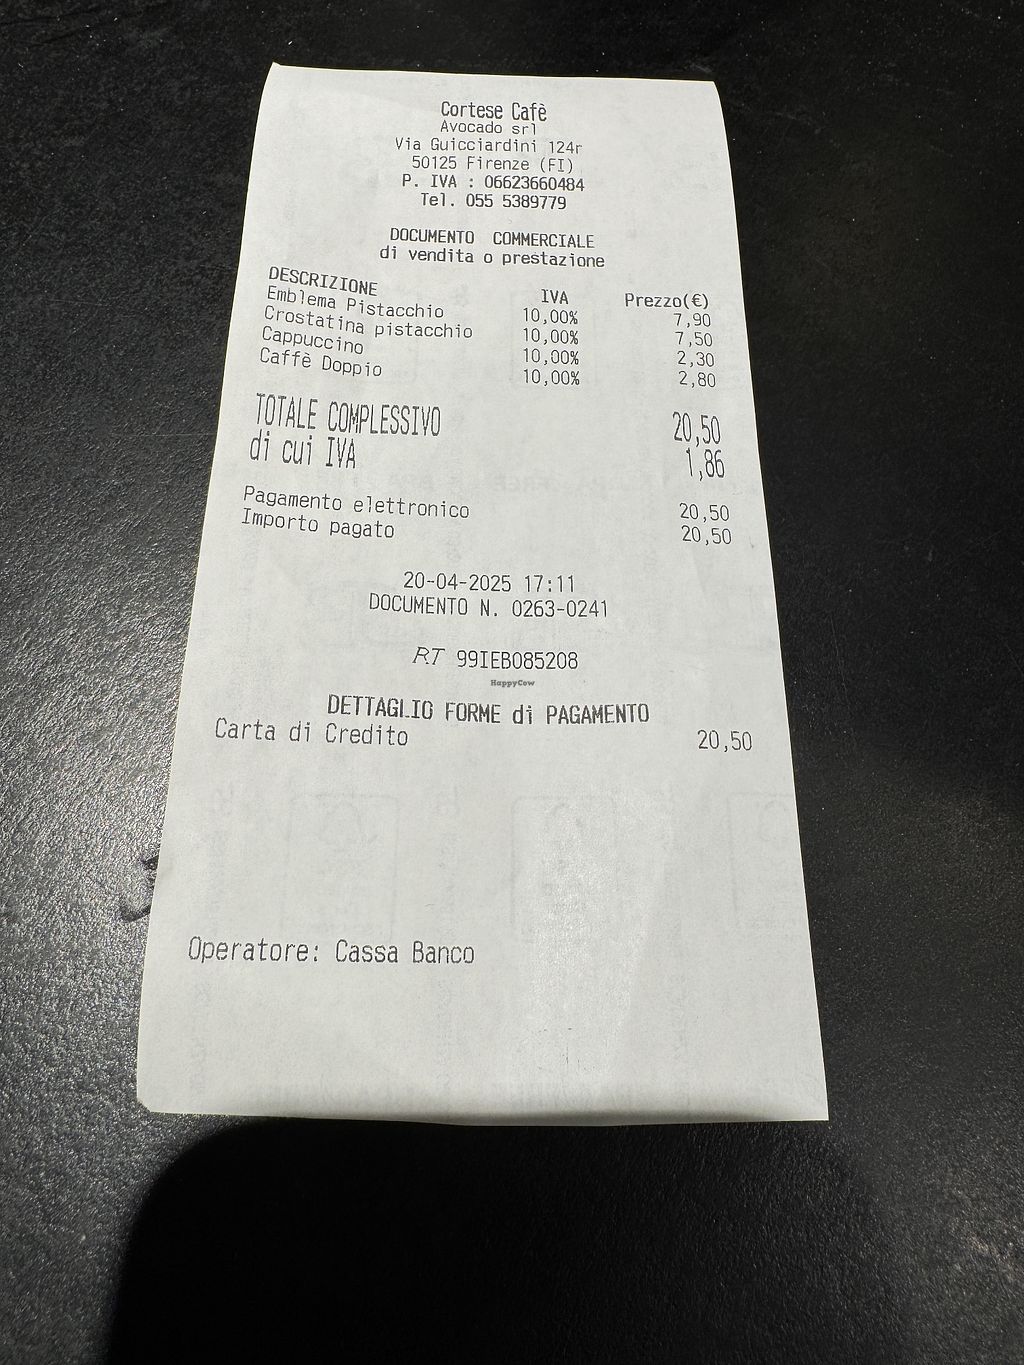 Cortese Cafè
Avocado srl
Via Guicciardini 124r
50125 Firenze (FI)
P. IVA : 06623660484
Tel. 055 5389779
DOCUMENTO COMMERCIALE
di vendita o prestazione
DESCRIZIONE IVA Prezzo(€)
Emblema Pistacchio 10,00% 7,90
Crostatina pistacchio 10,00% 7,50
Cappuccino 10,00% 2,30
Caffè Doppio 10,00% 2,80
TOTALE COMPLESSIVO 20,50
di cui IVA 1,86
Pagamento elettronico 20,50
Importo pagato 20,50
20-04-2025 17:11
DOCUMENTO N. 0263-0241
RT 99IEB085208
HappyCow
DETTAGLIO FORME di PAGAMENTO
Carta di Credito 20,50
Operatore: Cassa Banco